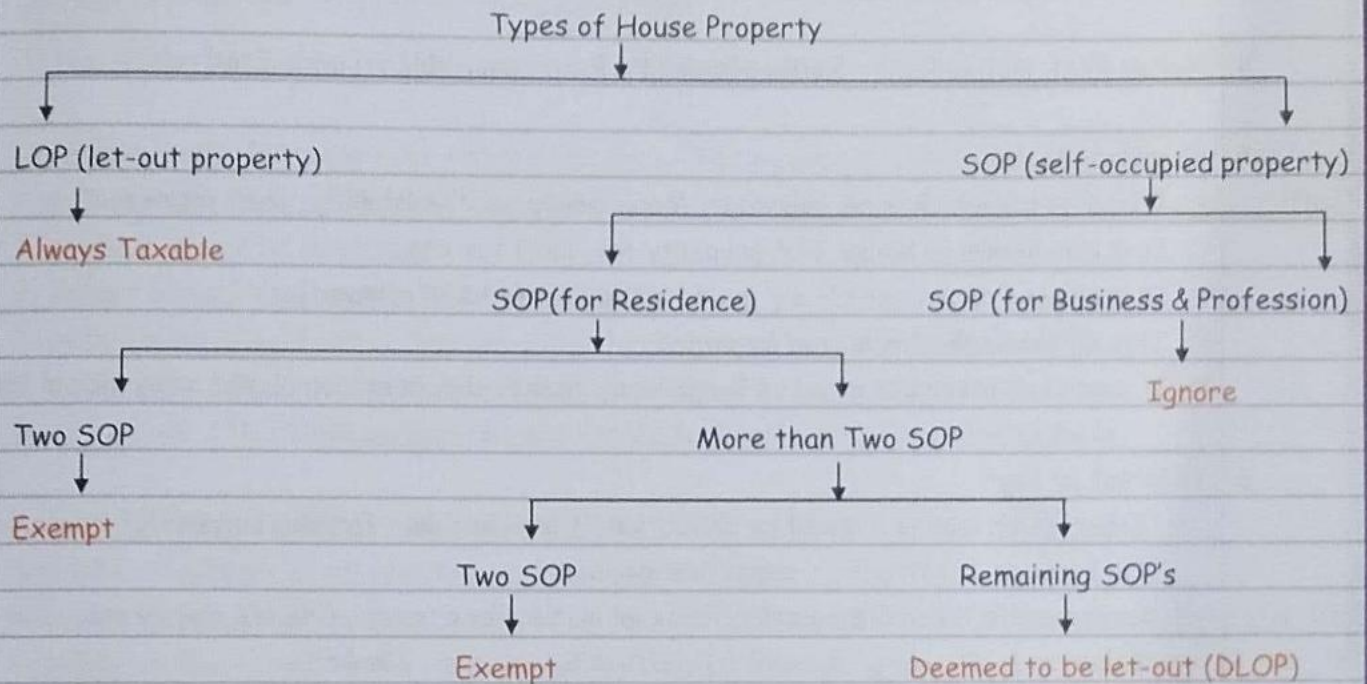 Types of House Property
LOP (let-out property)
SOP (self-occupied property)
Always Taxable
SOP(for Residence)
SOP (for Business & Profession)
Ignore
Two SOP
More than Two SOP
Exempt
Two SOP
Remaining SOP's
Exempt
Deemed to be let-out (DLOP)